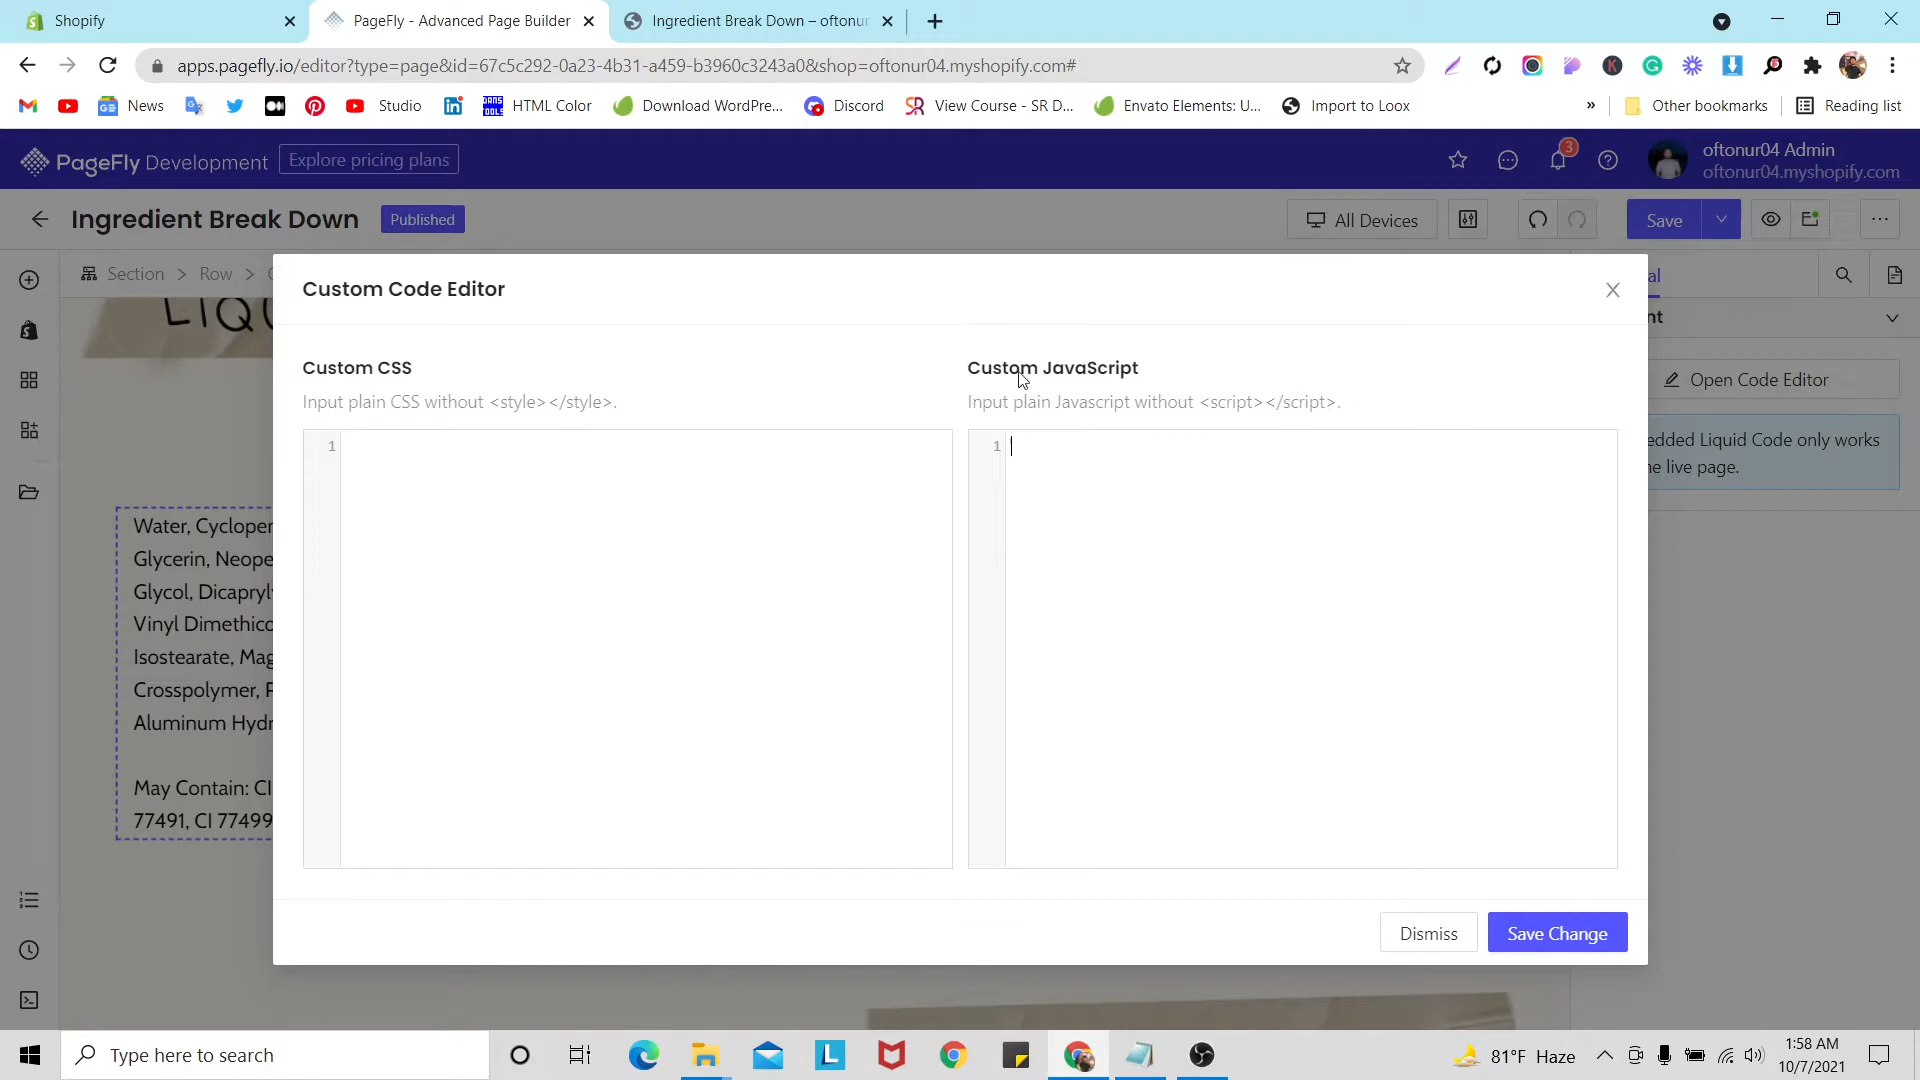 Shopify
PageFly - Advanced Page Builder
Ingredient Break Down – oftonur
apps.pagefly.io/editor?type=page&id=67c5c292-0a23-4b31-a459-b3960c3243a0&shop=oftonur04.myshopify.com#
News
Studio
HTML Color
Download WordPre...
Discord
View Course - SR D...
Envato Elements: U...
Import to Loox
»
Other bookmarks
Reading list
PageFly Development
Explore pricing plans
3
oftonur04 Admin
oftonur04.myshopify.com
Ingredient Break Down
Published
All Devices
Save
Section > Row >
LIQU
Custom Code Editor
Custom CSS
Input plain CSS without <style></style>.
1
Custom JavaScript
Input plain Javascript without <script></script>.
1
Open Code Editor
edded Liquid Code only works
e live page.
Water, Cycloper
Glycerin, Neope
Glycol, Dicapryly
Vinyl Dimethico
Isostearate, Mag
Crosspolymer, P
Aluminum Hydr
May Contain: CI
77491, CI 77499
Dismiss
Save Change
Type here to search
81°F Haze
1:58 AM
10/7/2021